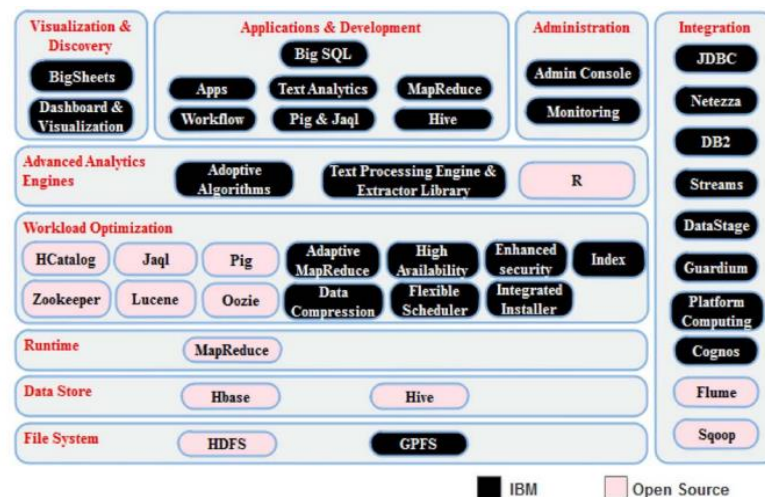 Visualization &
Discovery
BigSheets
Dashboard &
Visualization
Applications & Development
Big SQL
Apps
Text Analytics
MapReduce
Workflow
Pig & Jaql
Hive
Administration
Admin Console
Monitoring
Integration
JDBC
Netezza
DB2
Streams
DataStage
Guardium
Platform
Computing
Cognos
Flume
Sqoop
Advanced Analytics
Engines
Adoptive
Algorithms
Text Processing Engine &
Extractor Library
R
Workload Optimization
HCatalog
Jaql
Pig
Adaptive
MapReduce
High
Availability
Enhanced
security
Index
Zookeeper
Lucene
Oozie
Data
Compression
Flexible
Scheduler
Integrated
Installer
Runtime
MapReduce
Data Store
Hbase
Hive
File System
HDFS
GPFS
IBM
Open Source